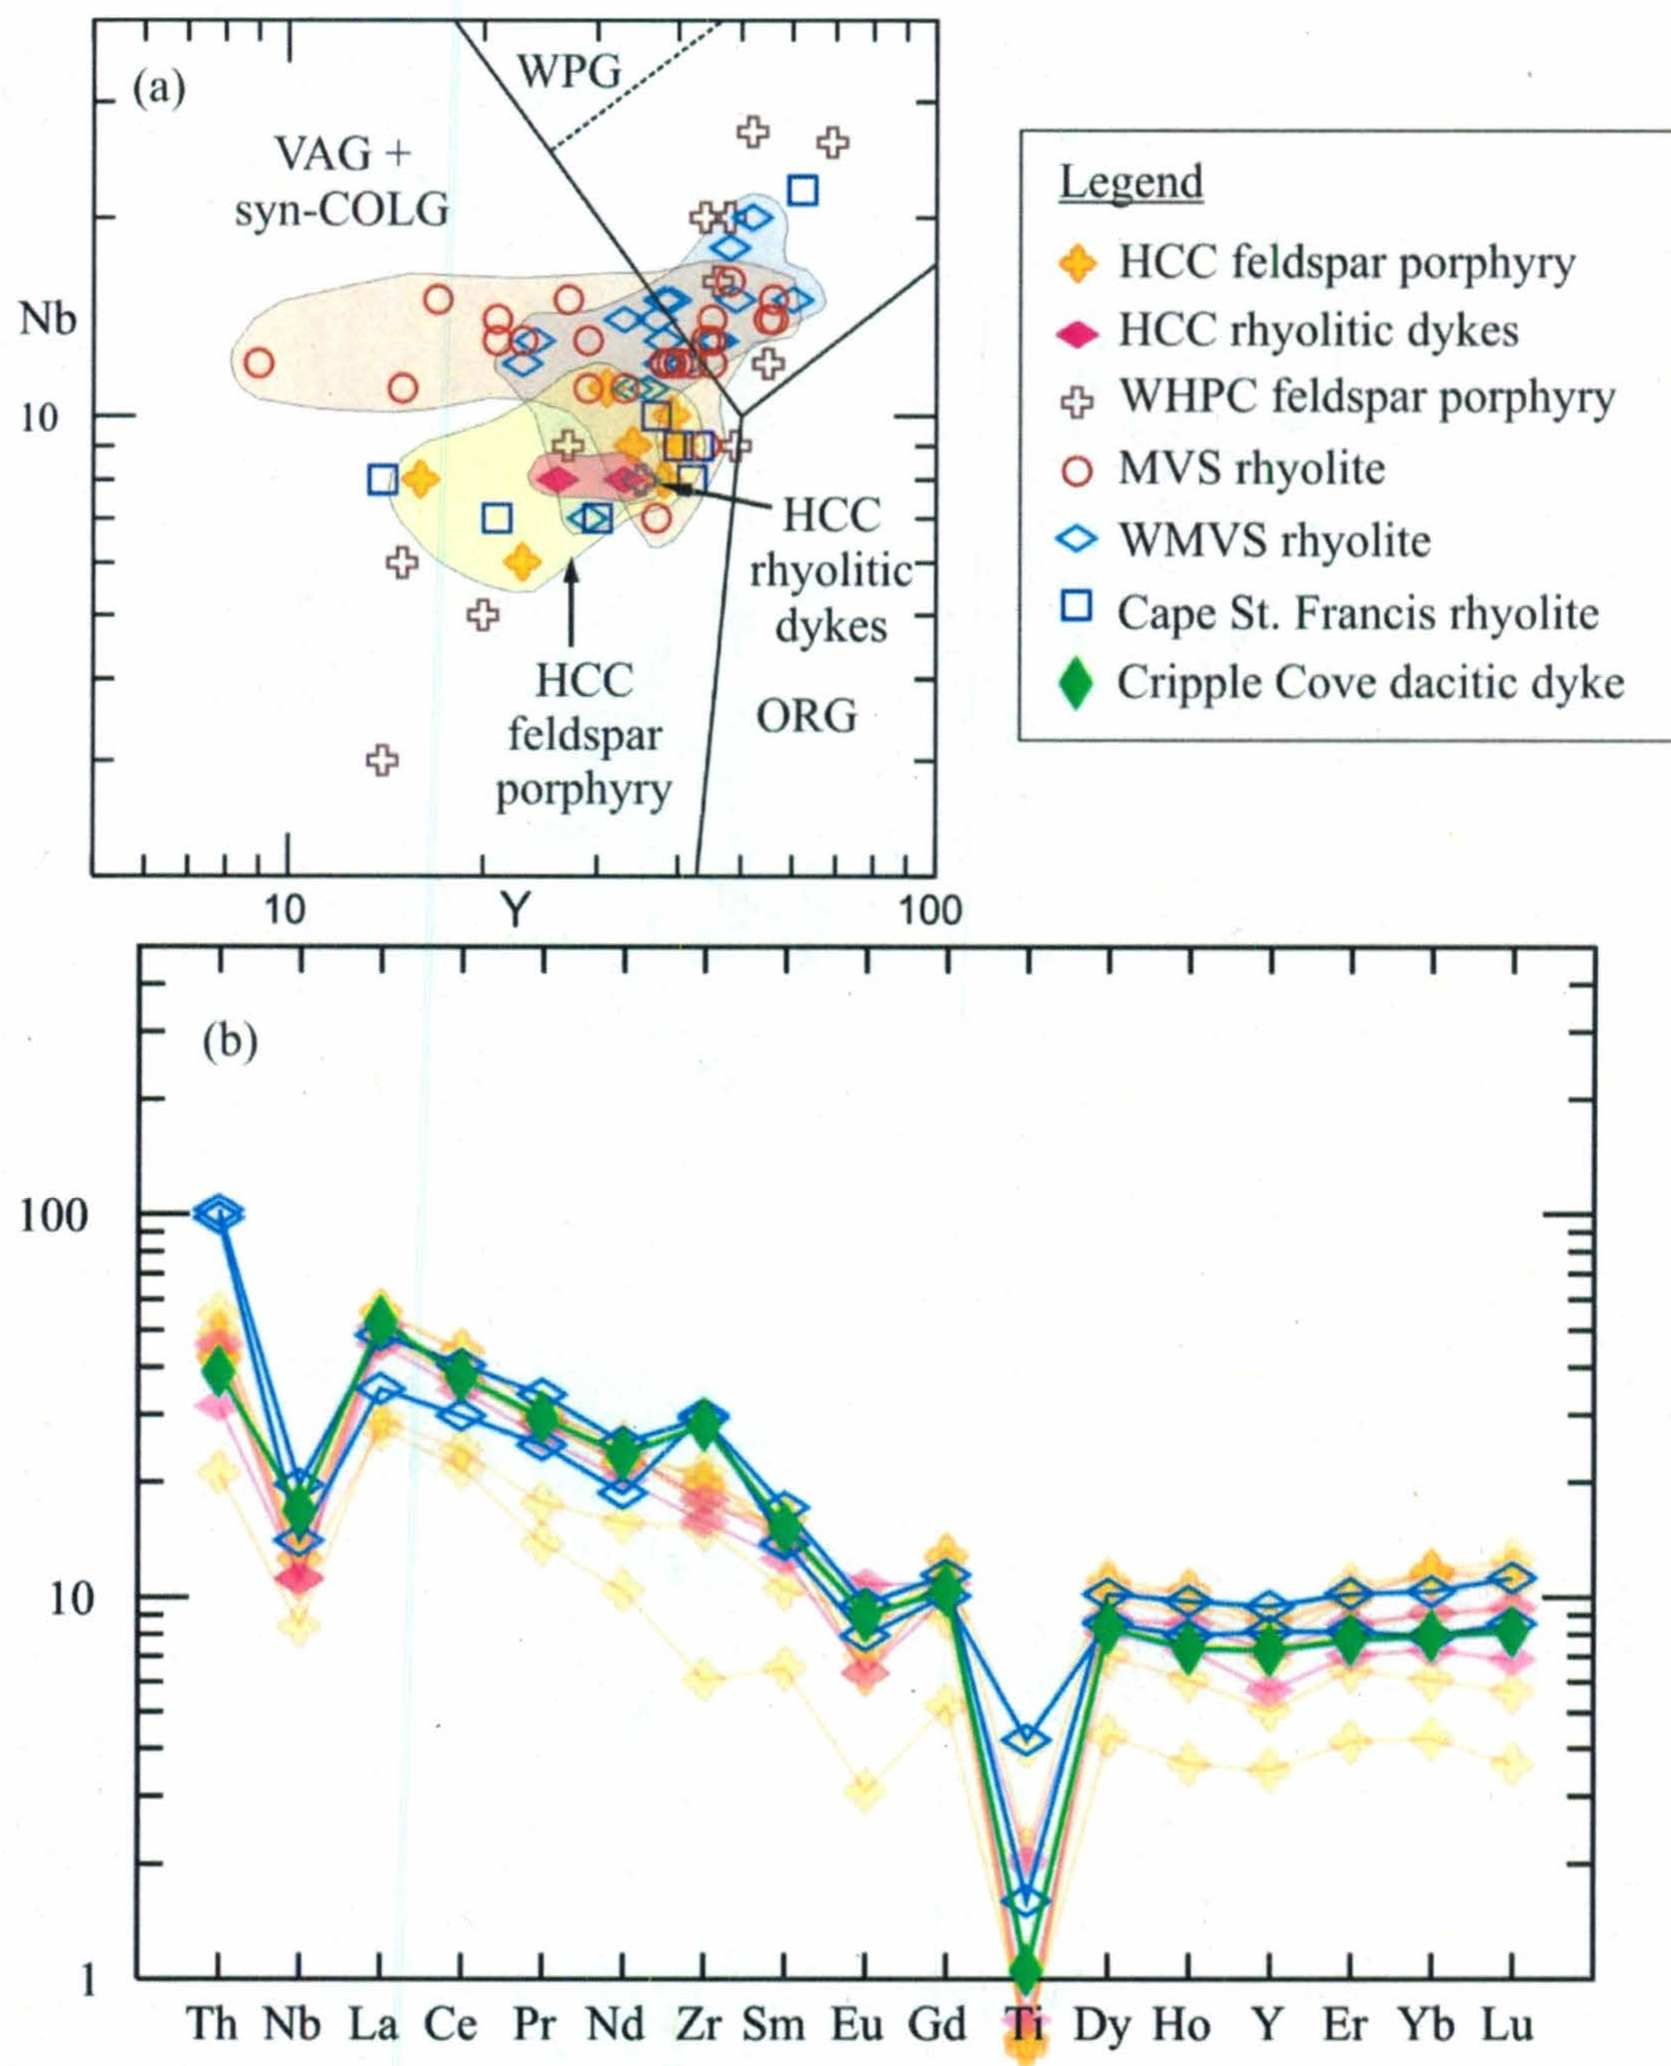 (a)
WPG
VAG +
syn-COLG
Nb
10
HCC
rhyolitic
dykes
HCC
feldspar
porphyry
ORG
10
Y
100
Legend
HCC feldspar porphyry
HCC rhyolitic dykes
WHPC feldspar porphyry
MVS rhyolite
WMVS rhyolite
Cape St. Francis rhyolite
Cripple Cove dacitic dyke
(b)
100
10
1
Th Nb La Ce Pr Nd Zr Sm Eu Gd Ti Dy Ho Y Er Yb Lu